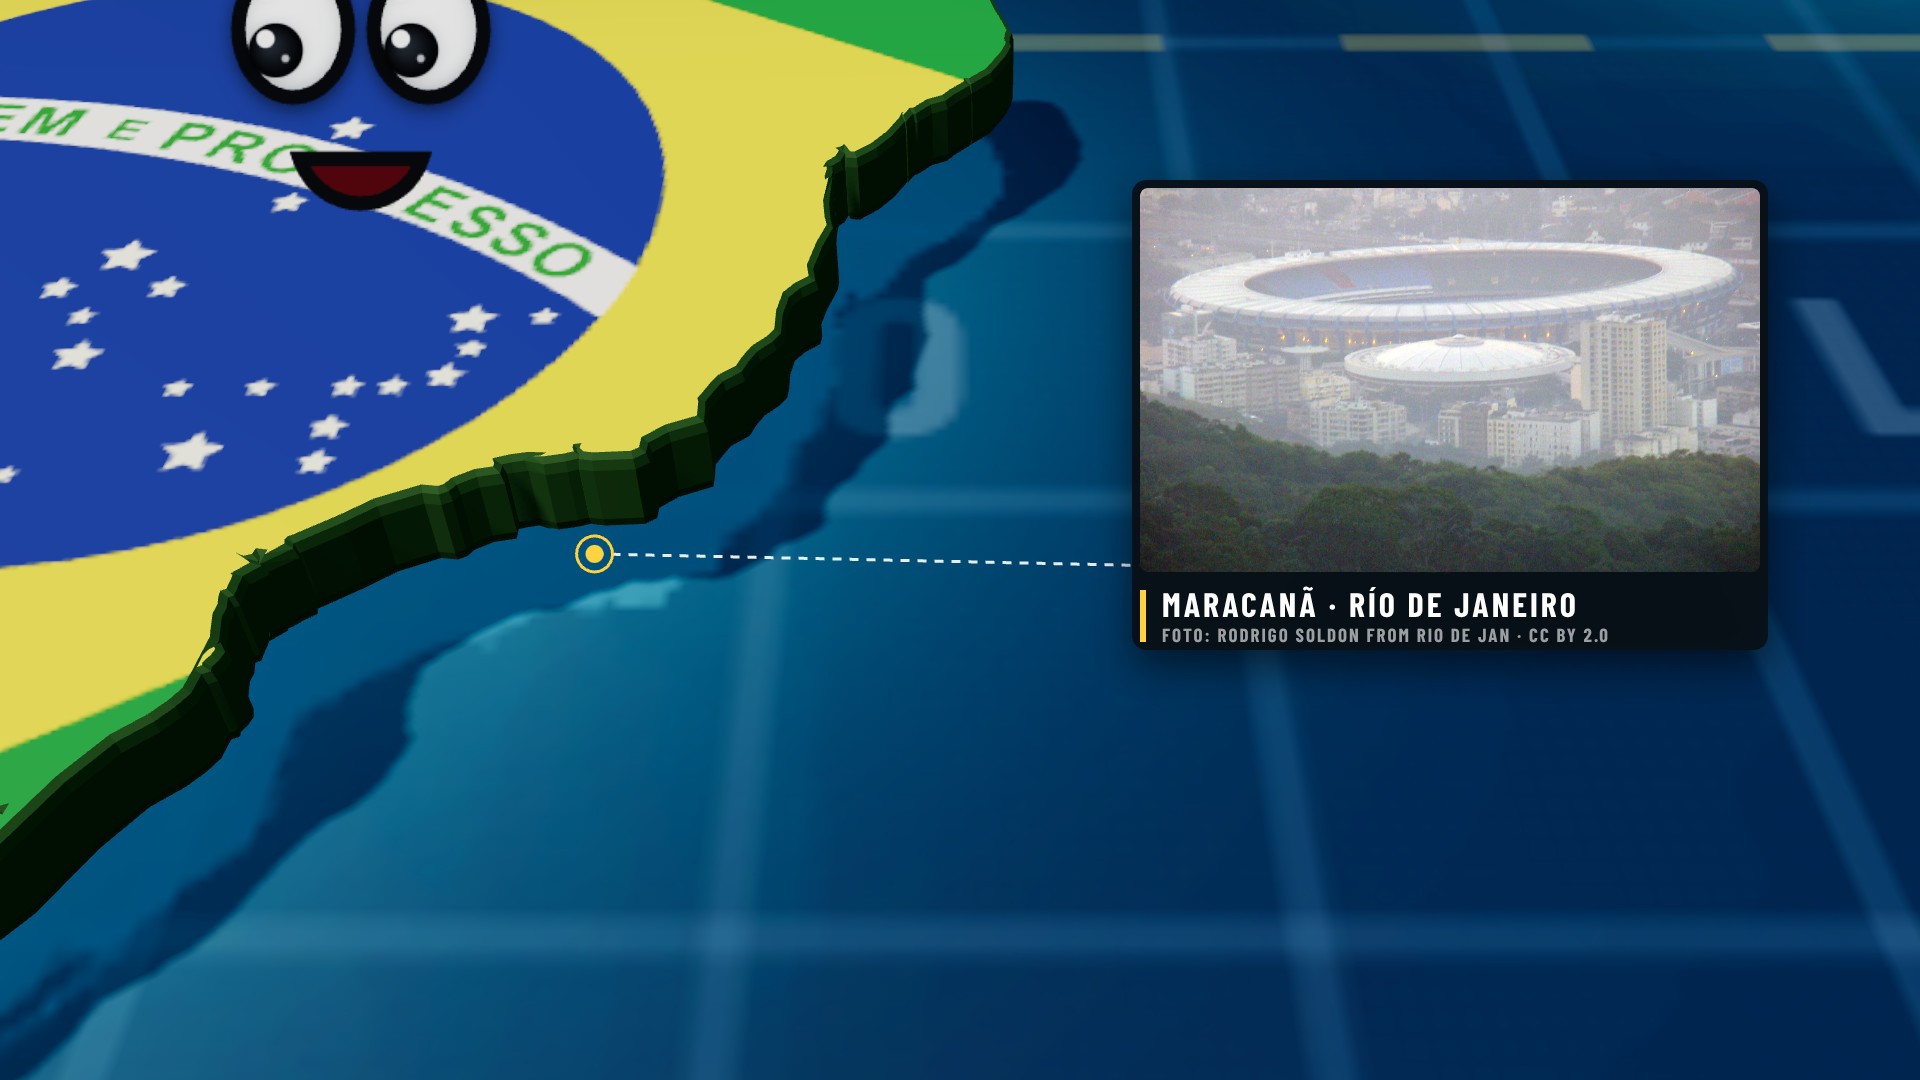 EM E PRO ESSO
MARACANÃ · RÍO DE JANEIRO
FOTO: RODRIGO SOLDON FROM RIO DE JAN · CC BY 2.0